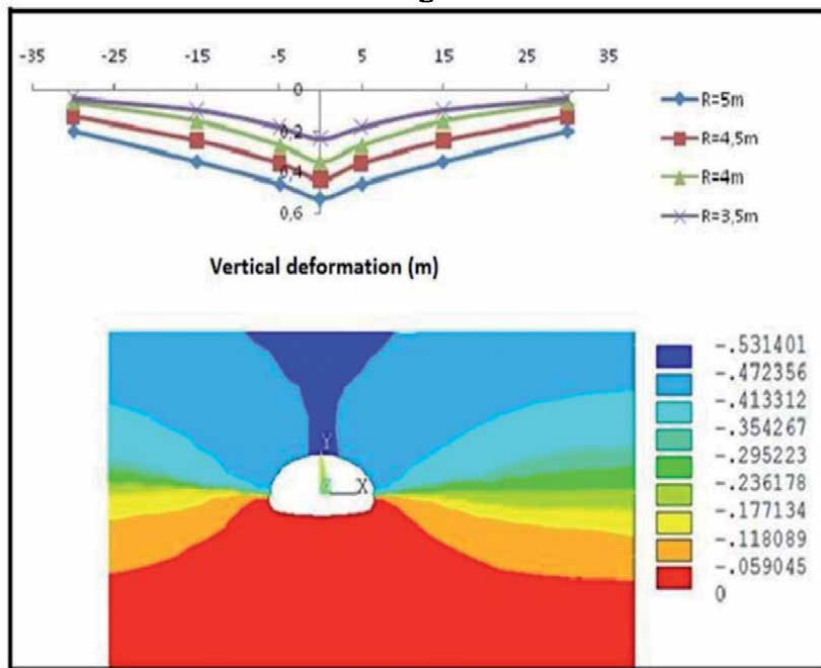 -35 -25 -15 -5 5 15 25 35
0
0,2
0,4
0,6
R=5m
R=4,5m
R=4m
R=3,5m
Vertical deformation (m)
-.531401
-.472356
-.413312
-.354267
-.295223
-.236178
-.177134
-.118089
-.059045
0
Y
X